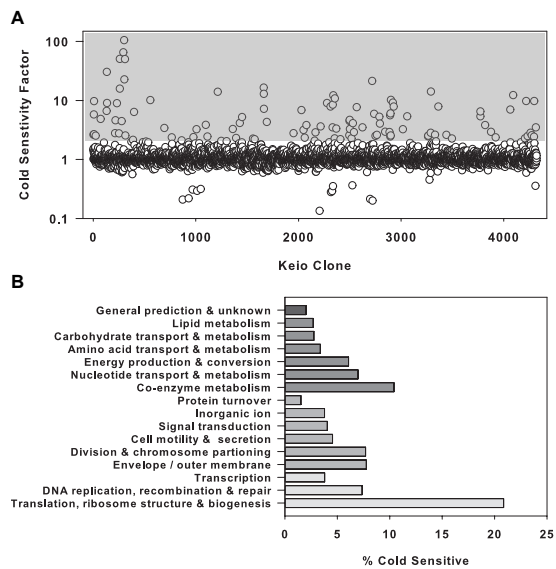 A
Cold Senstivity Factor
100
10
1
0.1
0
1000
2000
3000
4000
Keio Clone
B
General prediction & unknown
Lipid metabolism
Carbohydrate transport & metabolism
Amino acid transport & metabolism
Energy production & conversion
Nucleotide transport & metabolism
Co-enzyme metabolism
Protein turnover
Inorganic ion
Signal transduction
Cell motility & secretion
Division & chromosome partioning
Envelope / outer membrane
Transcription
DNA replication, recombination & repair
Translation, ribosome structure & biogenesis
0
5
10
15
20
25
% Cold Sensitive